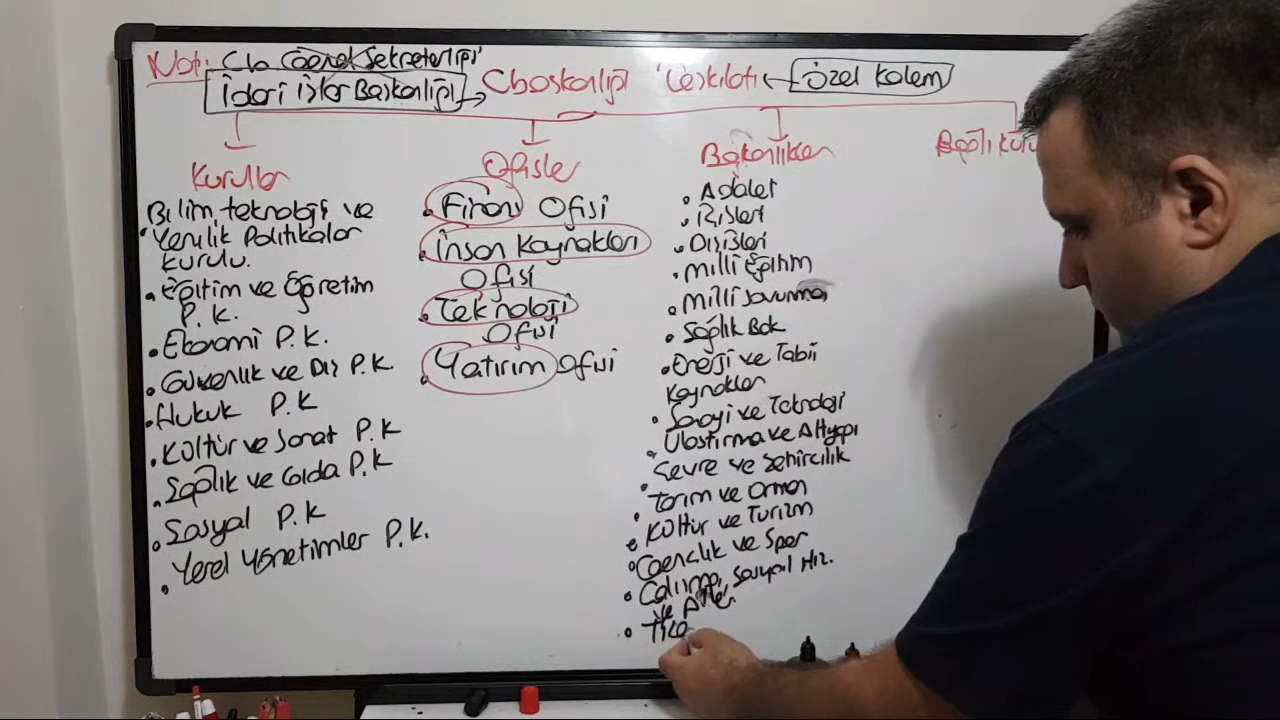 Not: Cb Genel Sekreterliği
İdari İşler Başkanlığı
Cbaşkanlığı Teşkilatı
Özel Kalem
Kurullar
Bilim, teknoloji ve
Yenilik Politikalar
Kurulu.
Eğitim ve Öğretim
P. K.
Ekonomi P. K.
Güvenlik ve Dış P. K
Hukuk P. K
Kültür ve Sanat P. K
Sağlık ve Gıda P. K
Sosyal P. K
Yerel Yönetimler P. K.
Ofisler
Finans Ofisi
İnsan Kaynakları
Ofisi
Teknoloji
Ofisi
Yatırım Ofisi
Bakanlıklar
Adalet
İçişleri
Dışişleri
Milli Eğitim
Milli Savunma
Sağlık Bak
Enerji ve Tabii
Kaynaklar
Sanayi ve Teknoloji
Ulaştırma ve Altyapı
Çevre ve Şehircilik
Tarım ve Orman
Kültür ve Turizm
Gençlik ve Spor
Çalışma, Sosyal Hiz.
ve Aile
Tica
Bağlı Kuru